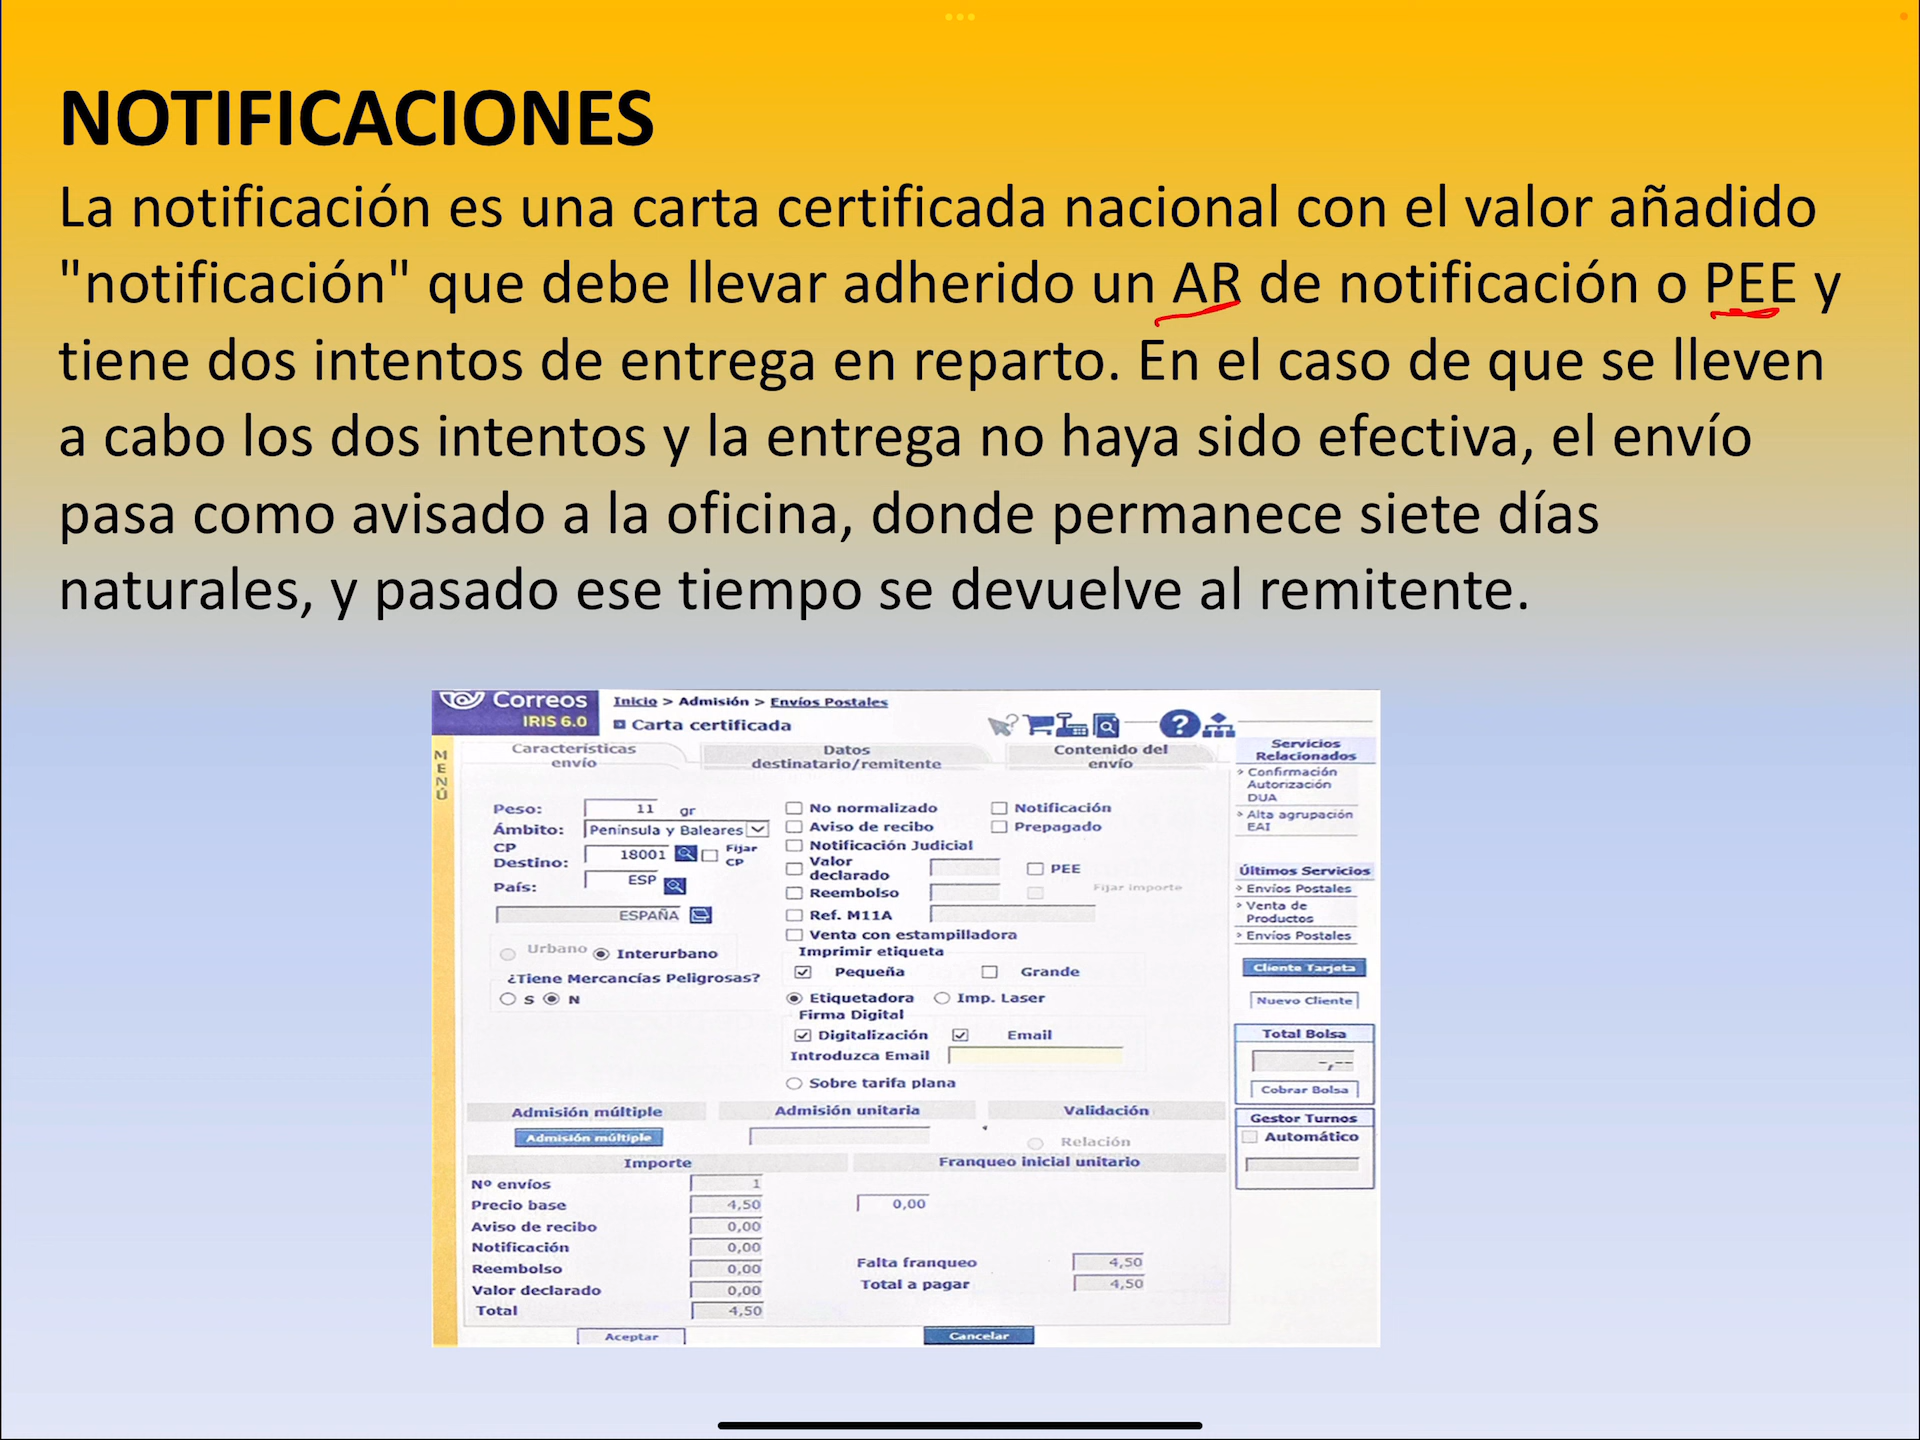 NOTIFICACIONES
La notificación es una carta certificada nacional con el valor añadido
"notificación" que debe llevar adherido un AR de notificación o PEE y
tiene dos intentos de entrega en reparto. En el caso de que se lleven
a cabo los dos intentos y la entrega no haya sido efectiva, el envío
pasa como avisado a la oficina, donde permanece siete días
naturales, y pasado ese tiempo se devuelve al remitente.
Correos
IRIS 6.0
Inicio > Admisión > Envíos Postales
Carta certificada
MENÚ
Características envío
Datos destinatario/remitente
Contenido del envío
Peso: 11 gr
Ámbito: Península y Baleares
CP Destino: 18001 Fijar CP
País: ESP
ESPAÑA
Urbano Interurbano
¿Tiene Mercancías Peligrosas?
S N
No normalizado Notificación
Aviso de recibo Prepagado
Notificación Judicial
Valor declarado PEE
Reembolso Fijar importe
Ref. M11A
Venta con estampilladora
Imprimir etiqueta
Pequeña Grande
Etiquetadora Imp. Laser
Firma Digital
Digitalización Email
Introduzca Email
Sobre tarifa plana
Admisión múltiple Admisión unitaria Validación
Admisión múltiple Relación
Importe Franqueo inicial unitario
Nº envíos 1
Precio base 4,50 0,00
Aviso de recibo 0,00
Notificación 0,00
Reembolso 0,00 Falta franqueo 4,50
Valor declarado 0,00 Total a pagar 4,50
Total 4,50
Aceptar Cancelar
Servicios
Relacionados
Confirmación
Autorización
DUA
Alta agrupación
EAI
Últimos Servicios
Envíos Postales
Venta de
Productos
Envíos Postales
Cliente Tarjeta
Nuevo Cliente
Total Bolsa
-,--
Cobrar Bolsa
Gestor Turnos
Automático